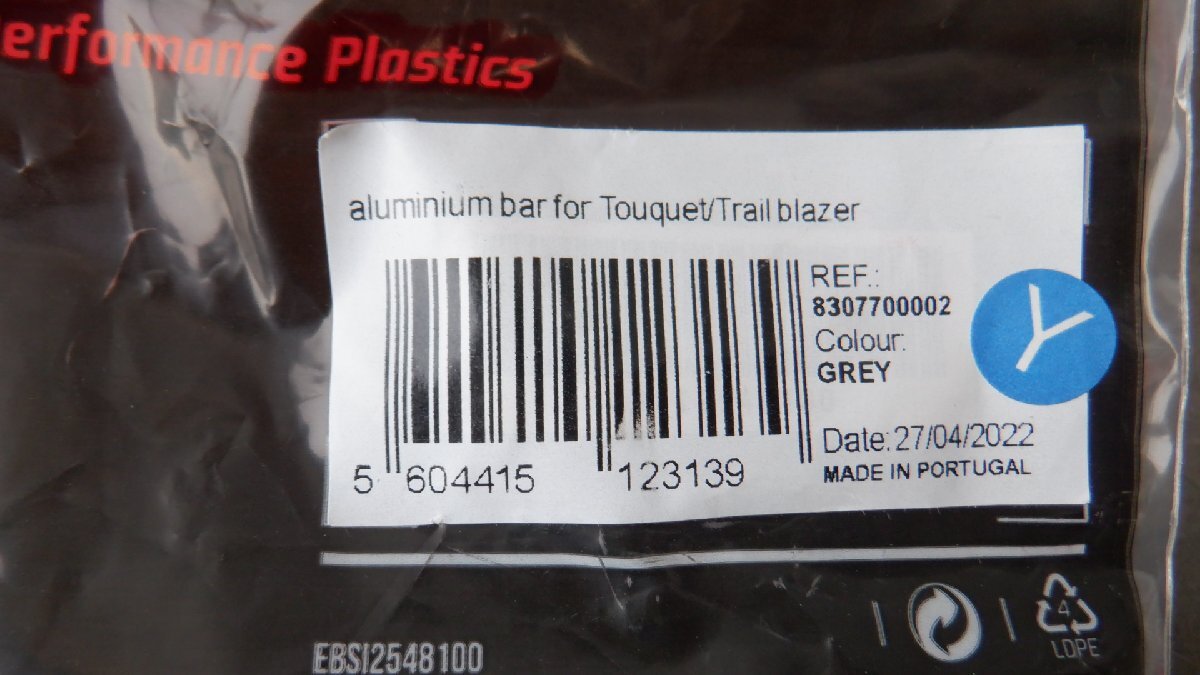 erformance Plastics
aluminium bar for Touquet/Trail blazer
REF.:
8307700002
Colour:
GREY
Y
Date: 27/04/2022
MADE IN PORTUGAL
5 604415 123139
4
LDPE
EBSI2548100